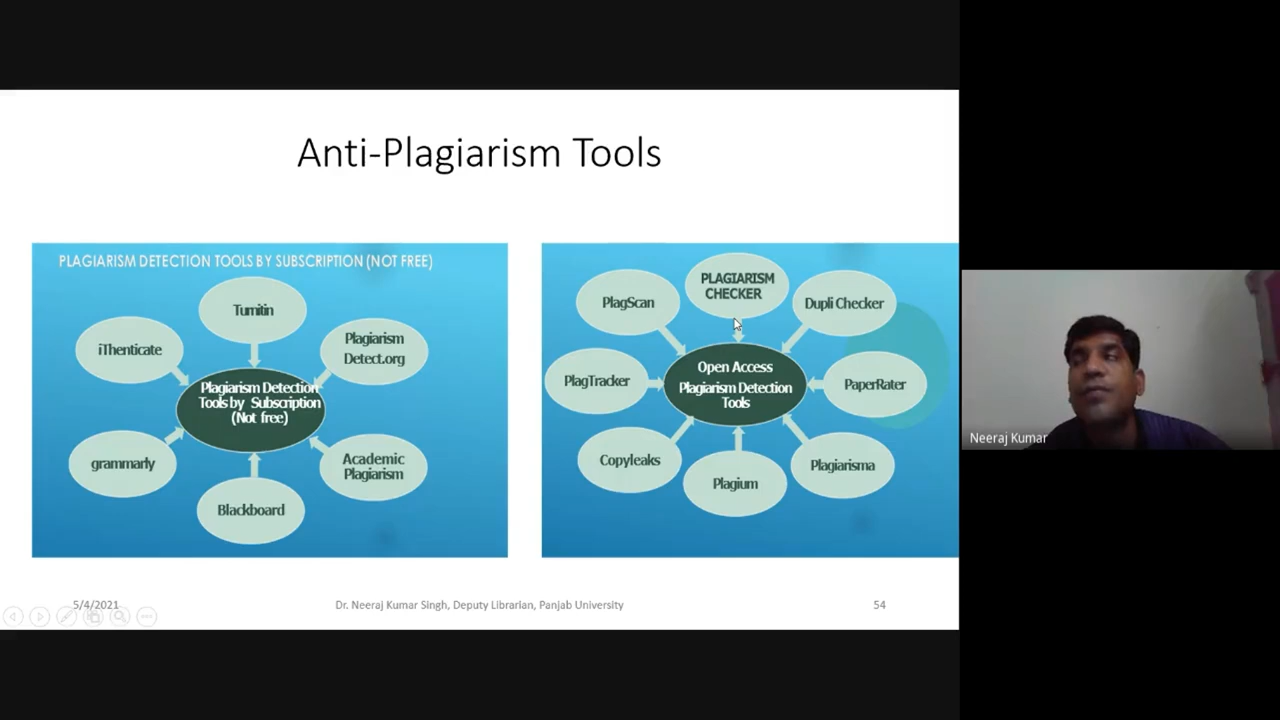 Anti-Plagiarism Tools
PLAGIARISM DETECTION TOOLS BY SUBSCRIPTION (NOT FREE)
Turnitin
iThenticate
Plagiarism
Detect.org
Plagiarism Detection
Tools by Subscription
(Not free)
grammarly
Academic
Plagiarism
Blackboard
PLAGIARISM
CHECKER
PlagScan
Dupli Checker
Open Access
Plagiarism Detection
Tools
PlagTracker
PaperRater
Copyleaks
Plagiarisma
Plagium
Neeraj Kumar
5/4/2021
Dr. Neeraj Kumar Singh, Deputy Librarian, Panjab University
54